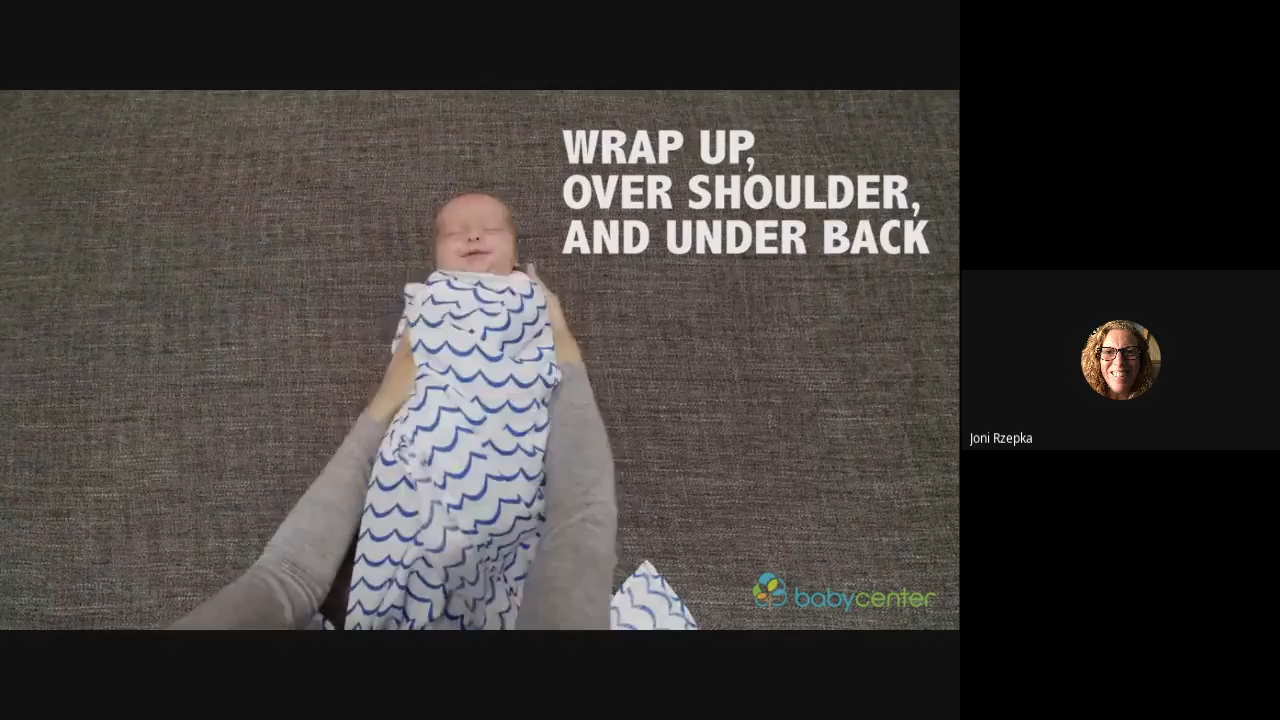 WRAP UP,
OVER SHOULDER,
AND UNDER BACK
babycenter
Joni Rzepka